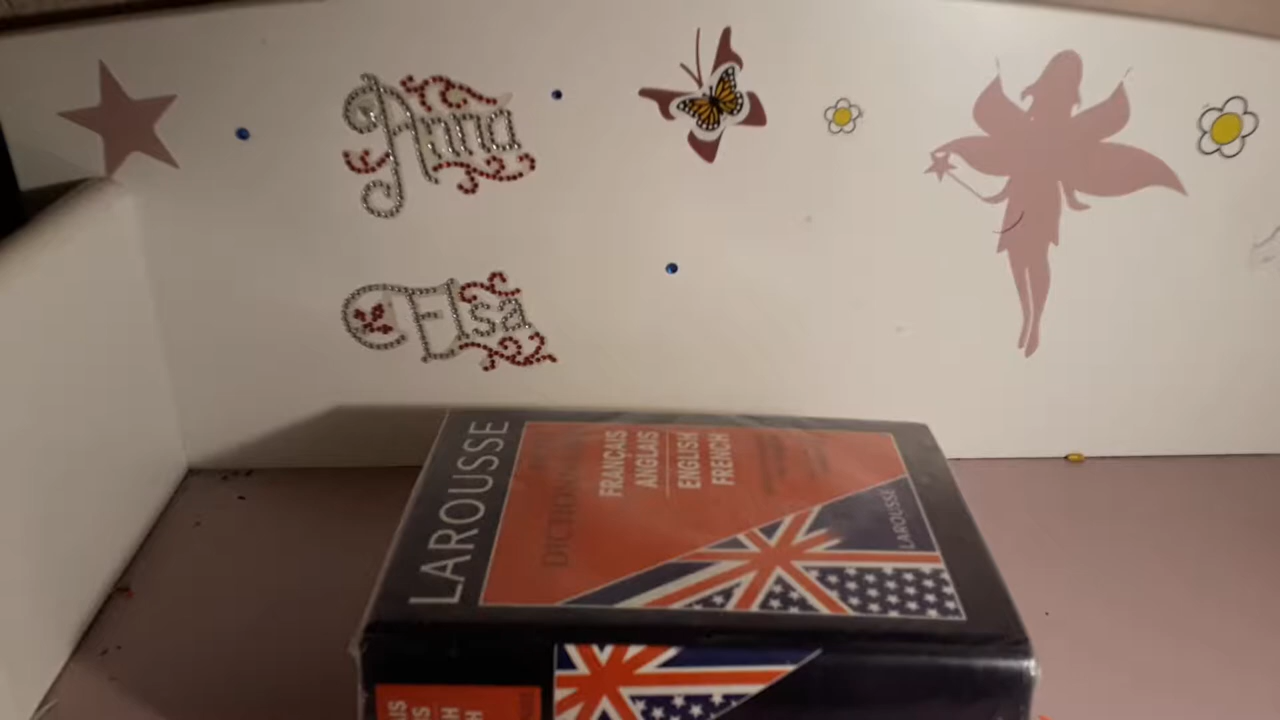 Anna
Elsa
LAROUSSE
FRANÇAIS
ANGLAIS
ENGLISH
FRENCH
LAROUSSE